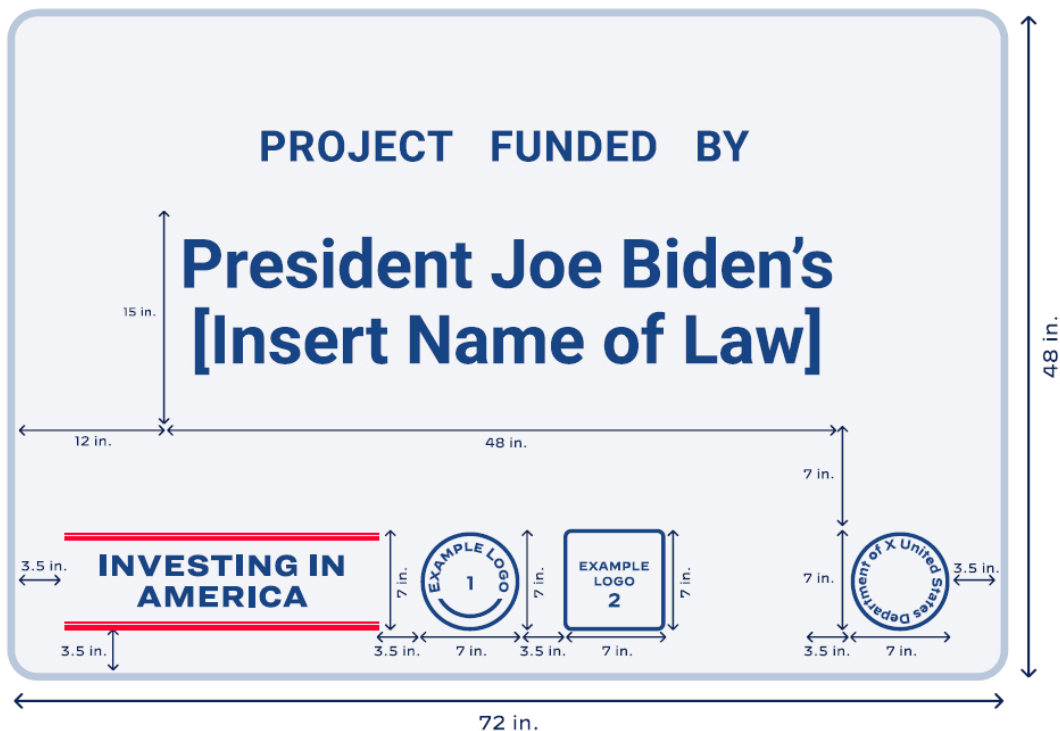 PROJECT FUNDED BY
President Joe Biden’s
[Insert Name of Law]
15 in.
48 in.
12 in.
48 in.
7 in.
INVESTING IN
AMERICA
3.5 in.
7 in.
EXAMPLE LOGO
1
7 in.
EXAMPLE
LOGO
2
7 in.
7 in.
Department of X United States
3.5 in.
3.5 in.
3.5 in.
7 in.
3.5 in.
7 in.
3.5 in.
7 in.
72 in.